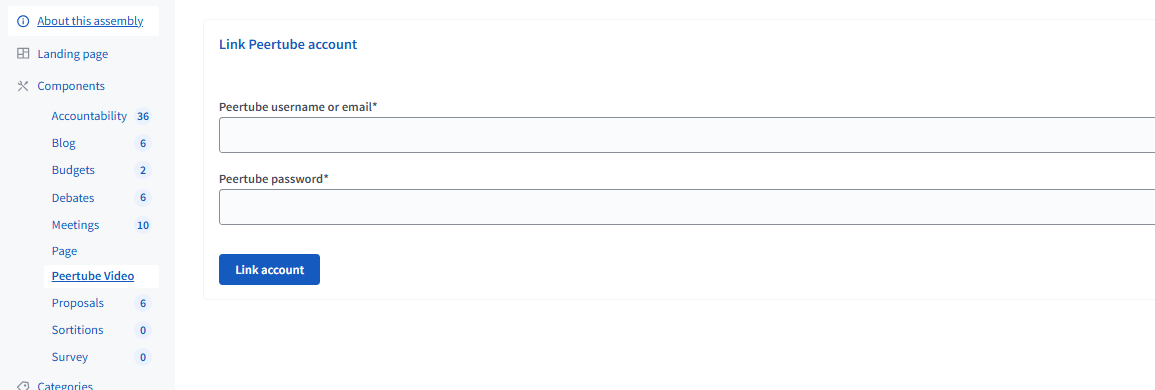 About this assembly
Landing page
Components
Accountability 36
Blog 6
Budgets 2
Debates 6
Meetings 10
Page
Peertube Video
Proposals 6
Sortitions 0
Survey 0
Categories
Link Peertube account
Peertube username or email*
Peertube password*
Link account